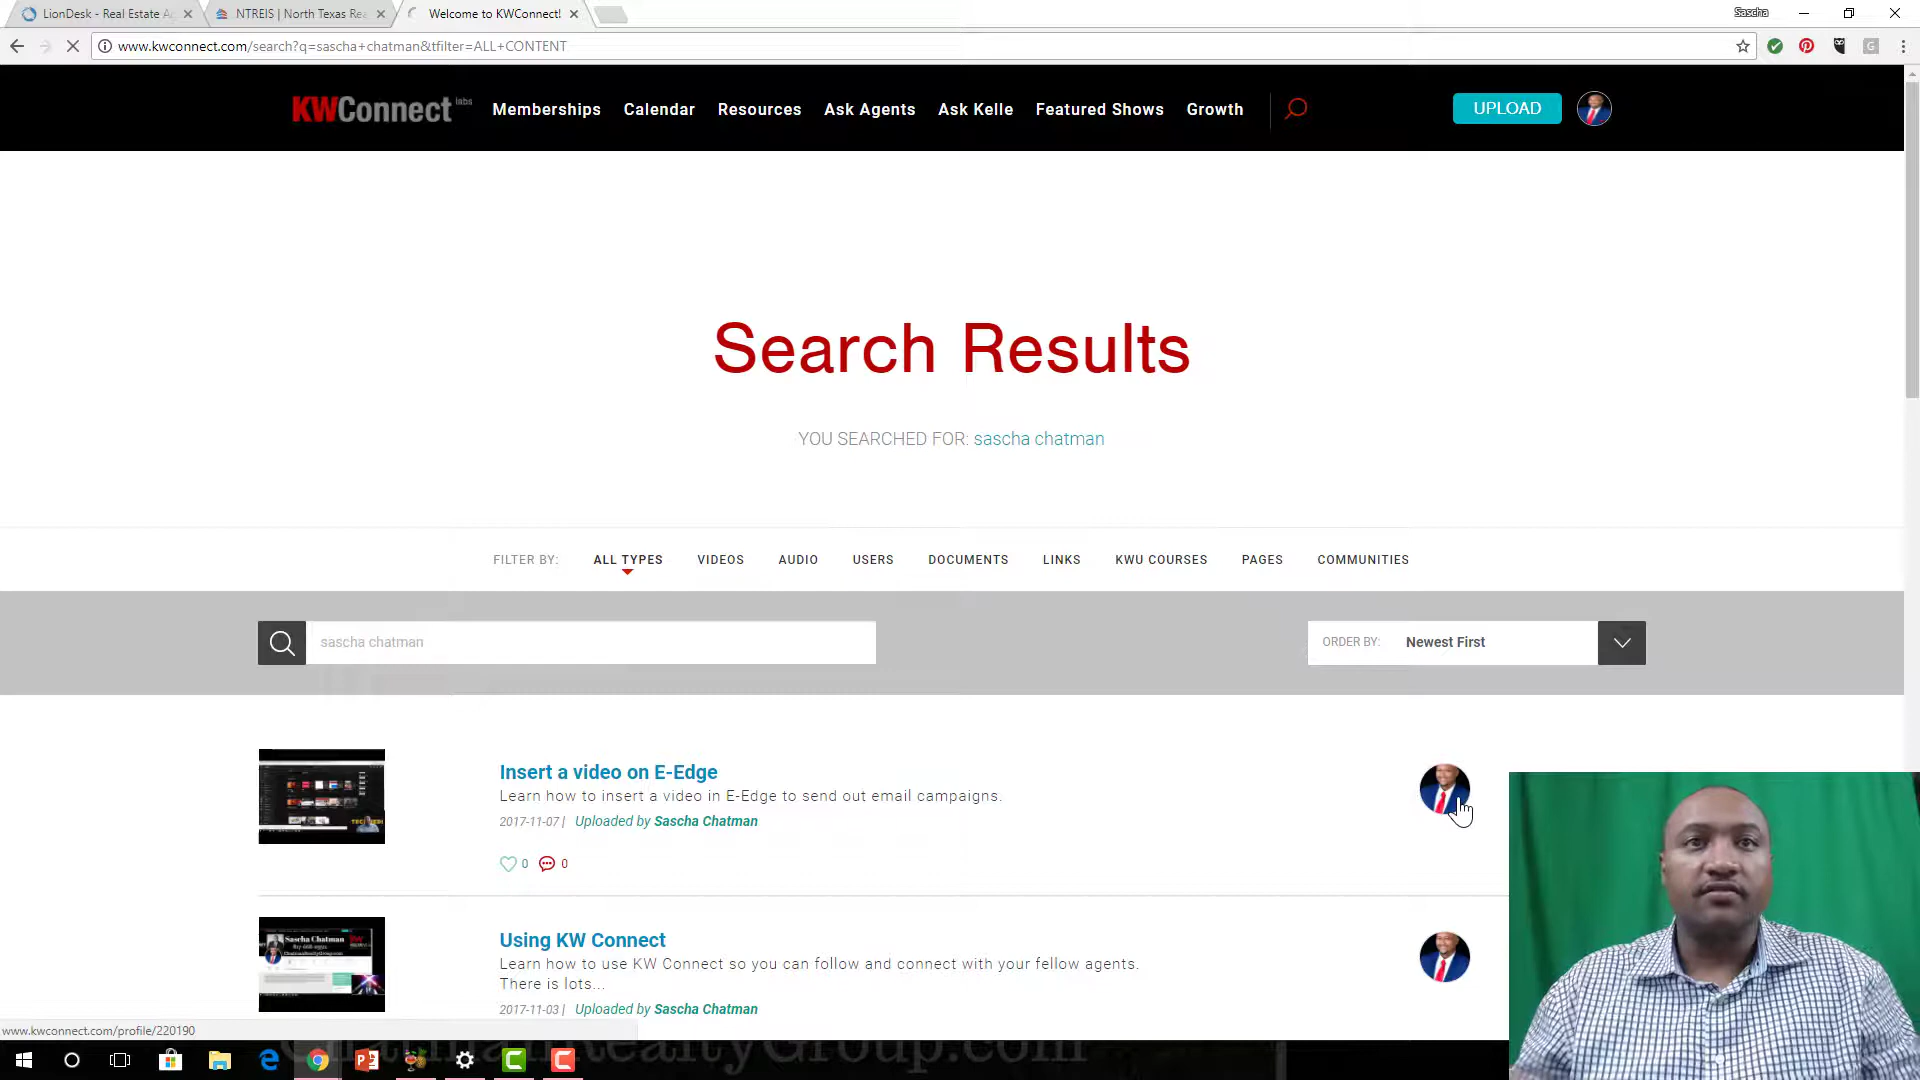 LionDesk - Real Estate A
NTREIS | North Texas Rea
Welcome to KWConnect!
Sascha
www.kwconnect.com/search?q=sascha+chatman&tfilter=ALL+CONTENT
KWConnect labs
Memberships
Calendar
Resources
Ask Agents
Ask Kelle
Featured Shows
Growth
UPLOAD
Search Results
YOU SEARCHED FOR: sascha chatman
FILTER BY:
ALL TYPES
VIDEOS
AUDIO
USERS
DOCUMENTS
LINKS
KWU COURSES
PAGES
COMMUNITIES
sascha chatman
ORDER BY:
Newest First
Insert a video on E-Edge
Learn how to insert a video in E-Edge to send out email campaigns.
2017-11-07 | Uploaded by Sascha Chatman
0
0
Sascha Chatman
Using KW Connect
Learn how to use KW Connect so you can follow and connect with your fellow agents.
There is lots...
2017-11-03 | Uploaded by Sascha Chatman
www.kwconnect.com/profile/220190
ChatmanRealtyGroup.com